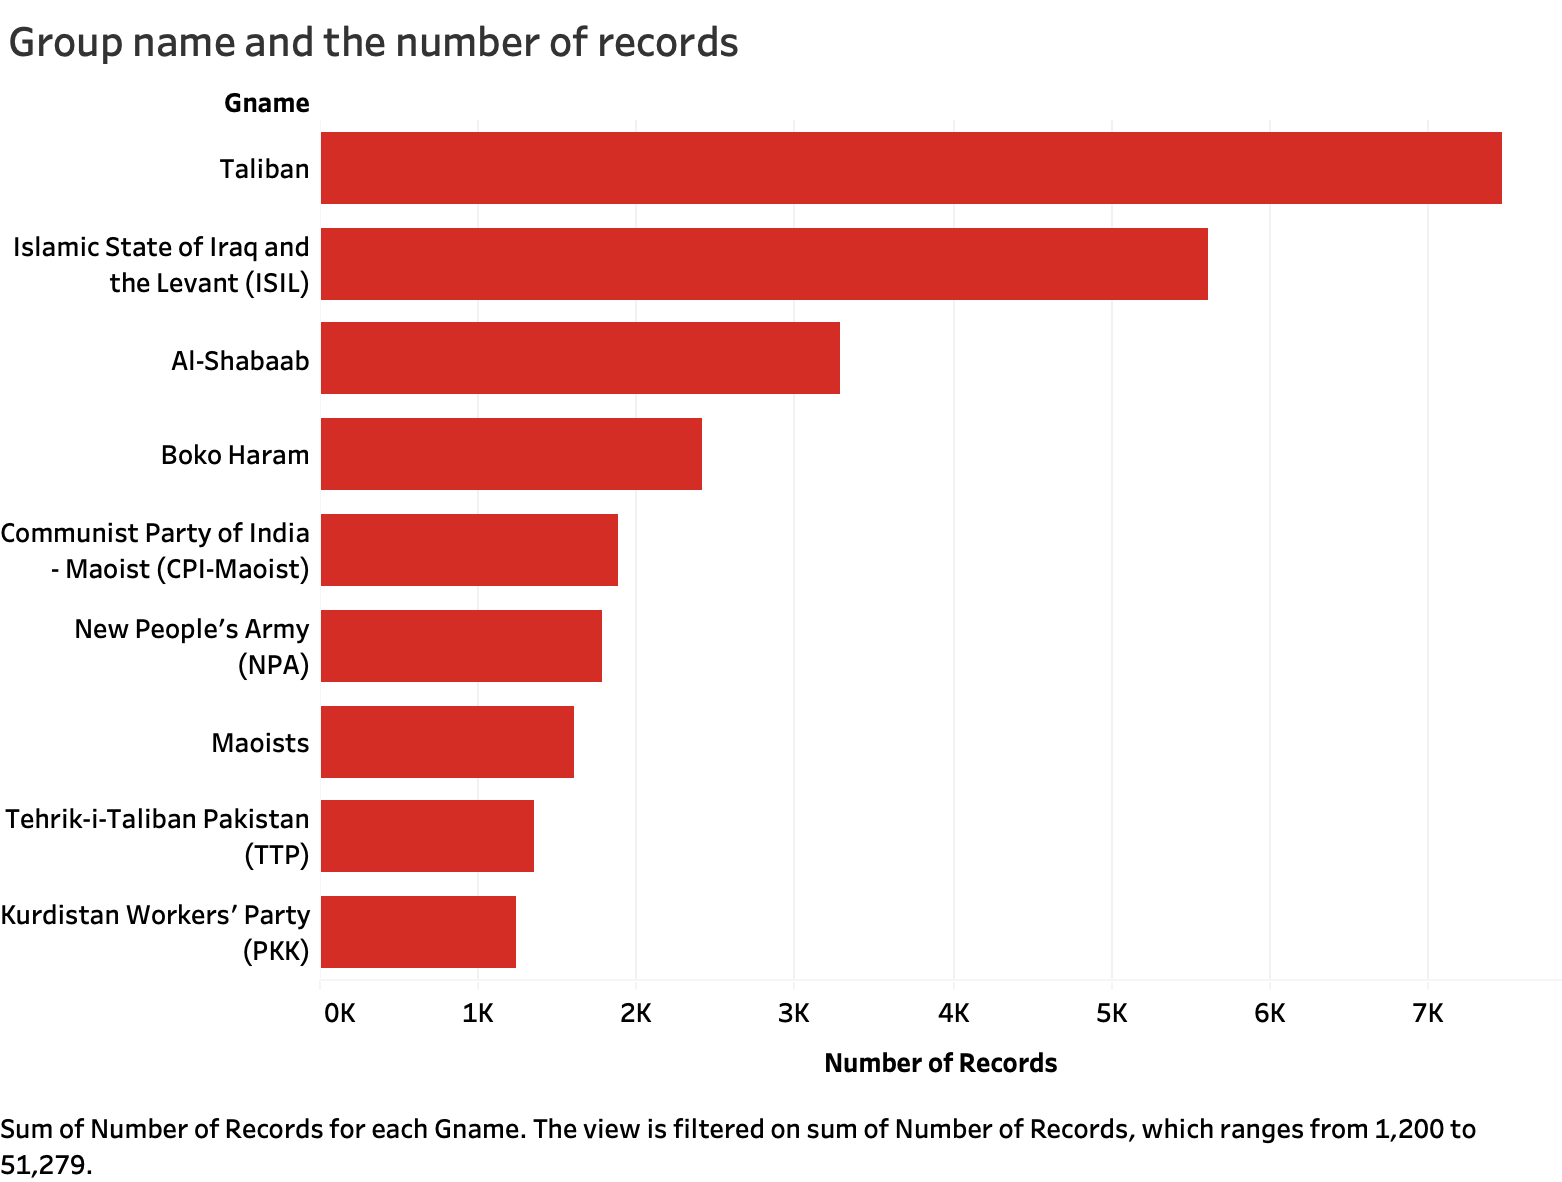 Group name and the number of records
Gname
Taliban
Islamic State of Iraq and
the Levant (ISIL)
Al-Shabaab
Boko Haram
Communist Party of India
- Maoist (CPI-Maoist)
New People’s Army
(NPA)
Maoists
Tehrik-i-Taliban Pakistan
(TTP)
Kurdistan Workers’ Party
(PKK)
0K 1K 2K 3K 4K 5K 6K 7K
Number of Records
Sum of Number of Records for each Gname. The view is filtered on sum of Number of Records, which ranges from 1,200 to
51,279.